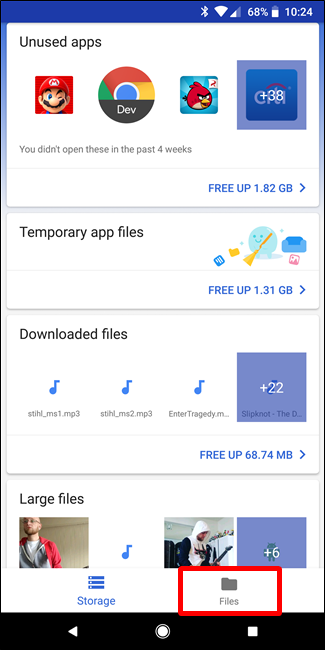 68% 10:24
Unused apps
Dev
+38
citi
You didn't open these in the past 4 weeks
FREE UP 1.82 GB
Temporary app files
FREE UP 1.31 GB
Downloaded files
+22
stihl_ms1.mp3 stihl_ms2.mp3 EnterTragedy.m... Slipknot - The D...
FREE UP 68.74 MB
Large files
+6
Storage Files